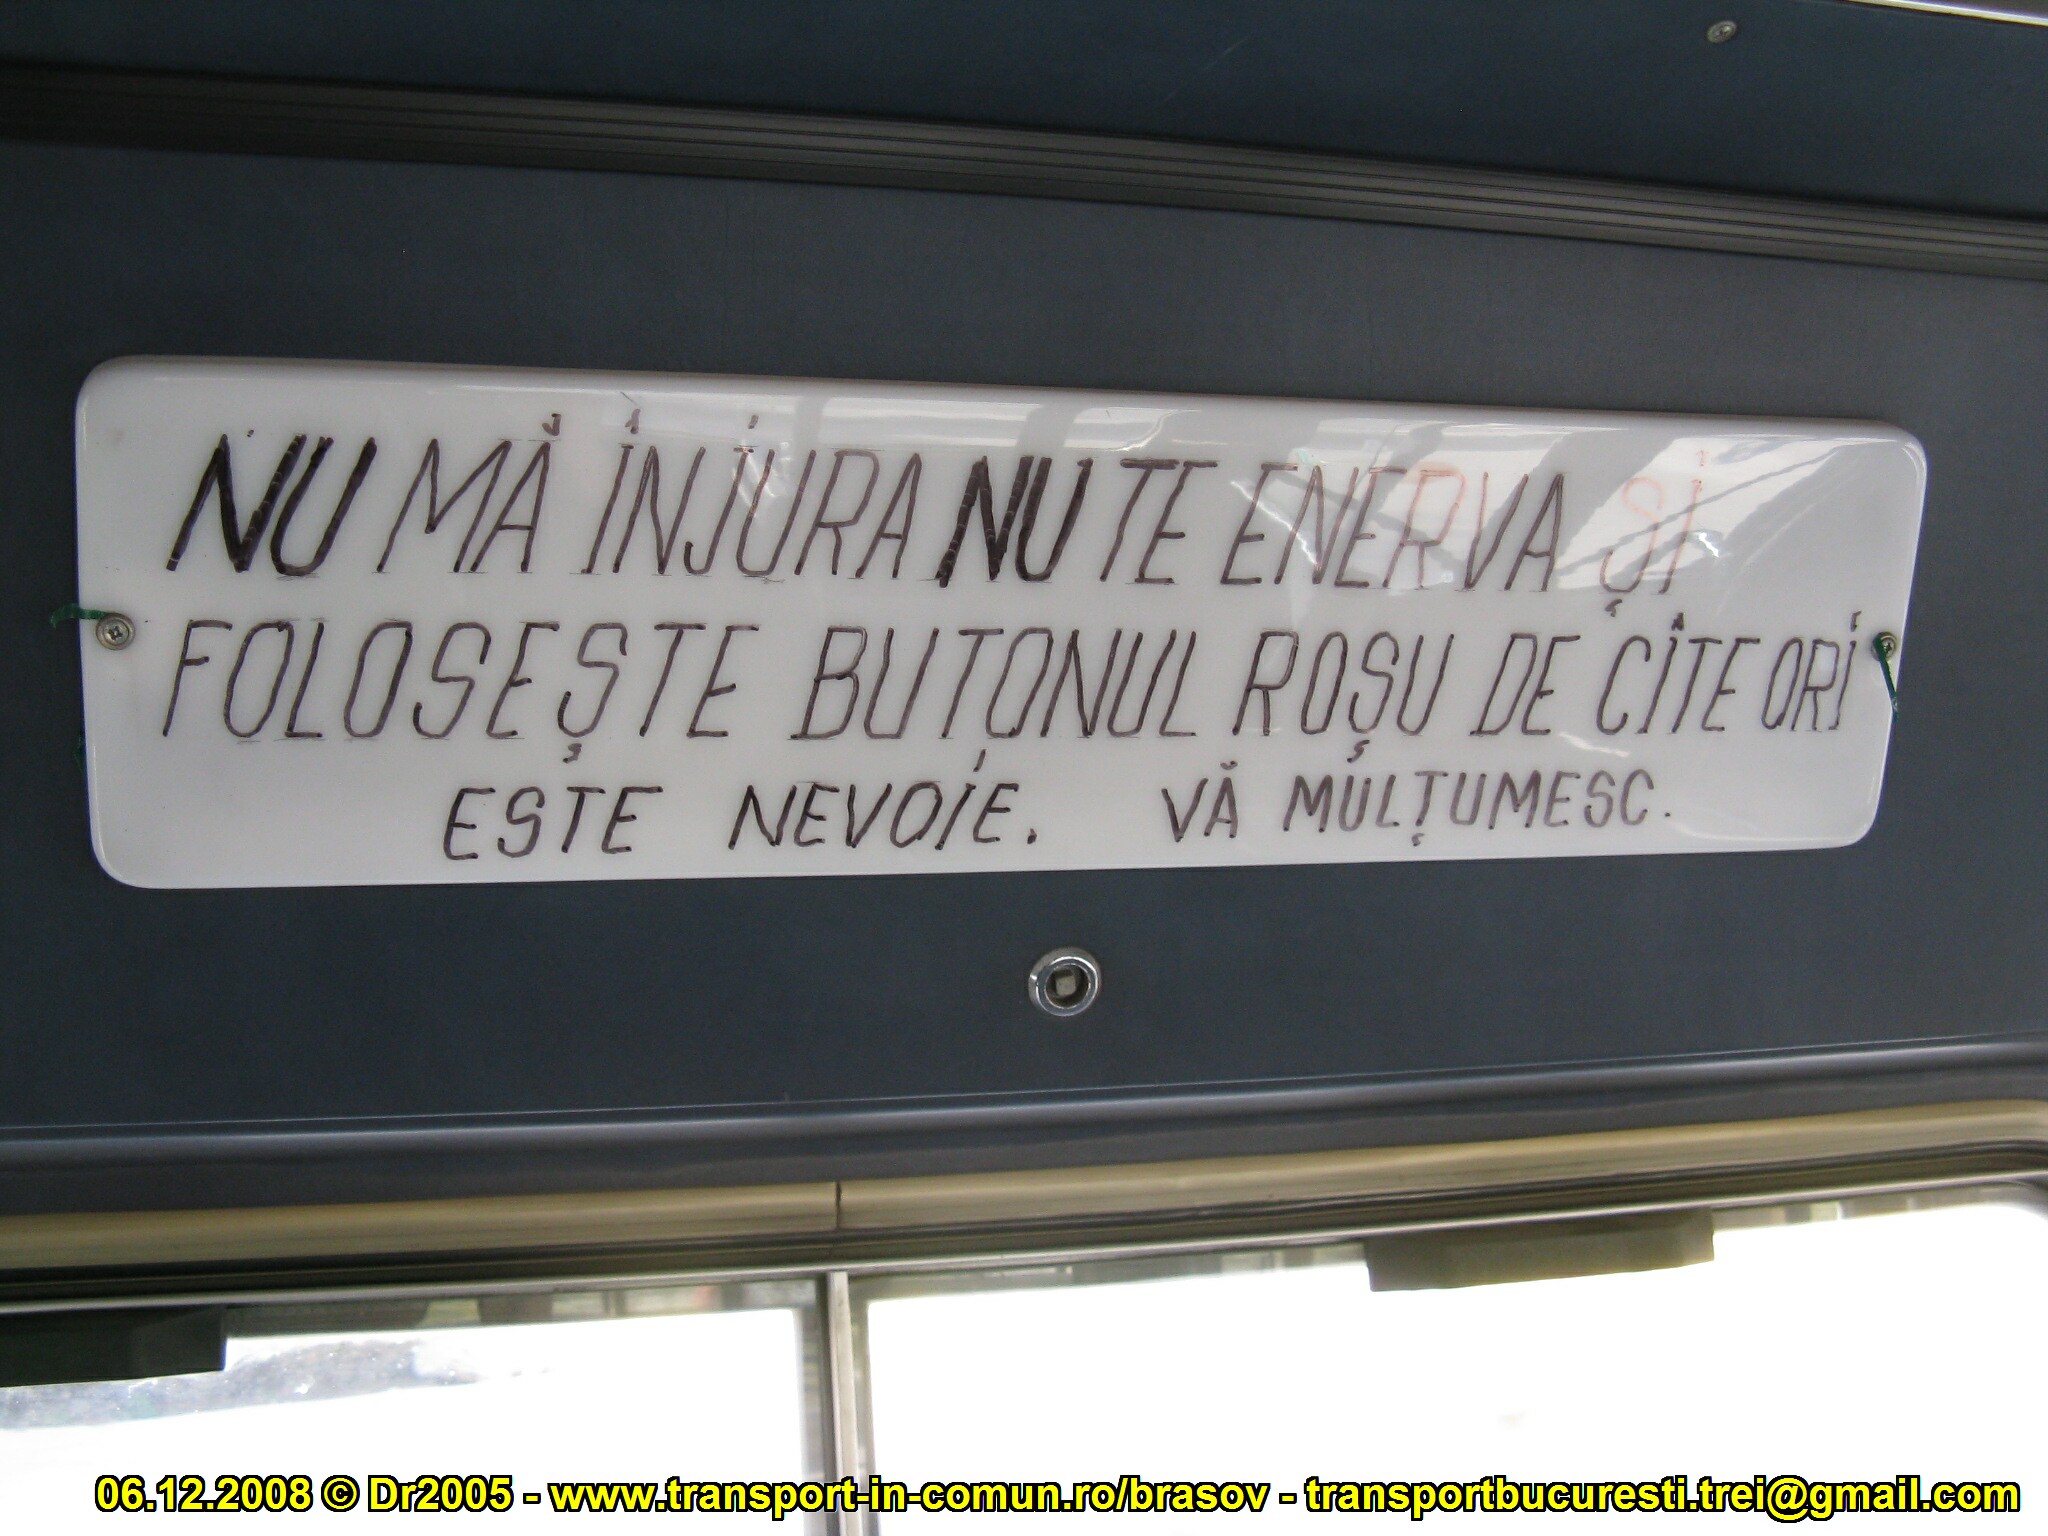 NU MĂ ÎNJURA NU TE ENERVA ȘI
FOLOSEȘTE BUTONUL ROȘU DE CÎTE ORI
ESTE NEVOIE. VĂ MULȚUMESC.
06.12.2008 © Dr2005 - www.transport-in-comun.ro/brasov - transportbucuresti.trei@gmail.com